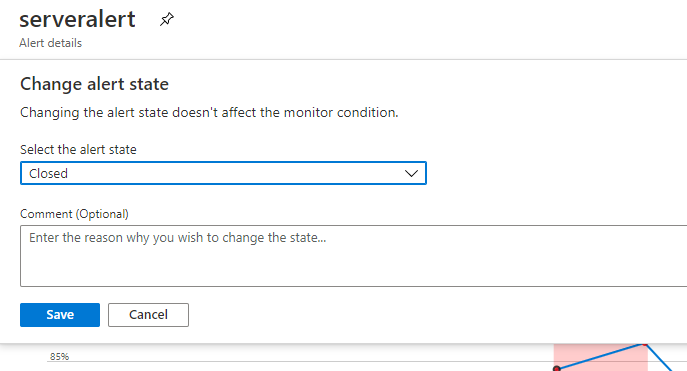 serveralert
Alert details
Change alert state
Changing the alert state doesn't affect the monitor condition.
Select the alert state
Closed
Comment (Optional)
Enter the reason why you wish to change the state...
Save
Cancel
85%